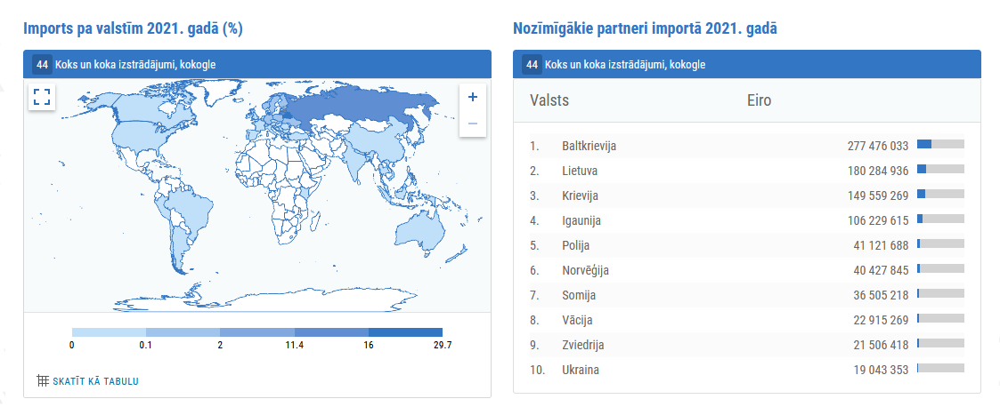 Imports pa valstīm 2021. gadā (%)
44 Koks un koka izstrādājumi, kokogle
+
−
0 0.1 2 11.4 16 29.7
SKATĪT KĀ TABULU
Nozīmīgākie partneri importā 2021. gadā
44 Koks un koka izstrādājumi, kokogle
Valsts Eiro
1. Baltkrievija 277 476 033
2. Lietuva 180 284 936
3. Krievija 149 559 269
4. Igaunija 106 229 615
5. Polija 41 121 688
6. Norvēģija 40 427 845
7. Somija 36 505 218
8. Vācija 22 915 269
9. Zviedrija 21 506 418
10. Ukraina 19 043 353